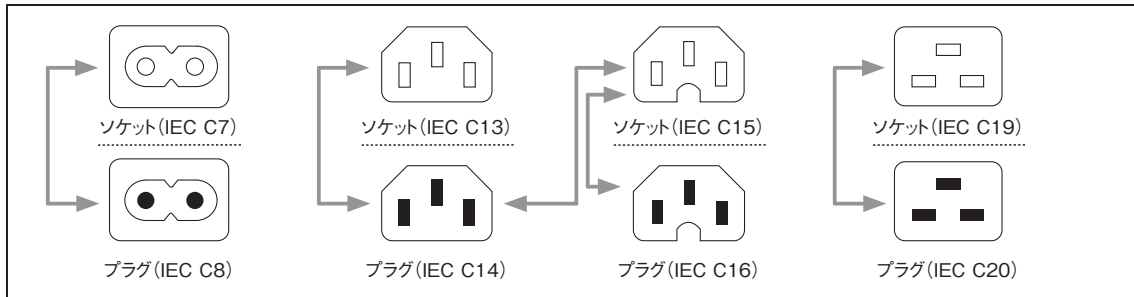 ソケット(IEC C7)
ソケット(IEC C13)
ソケット(IEC C15)
ソケット(IEC C19)
プラグ(IEC C8)
プラグ(IEC C14)
プラグ(IEC C16)
プラグ(IEC C20)